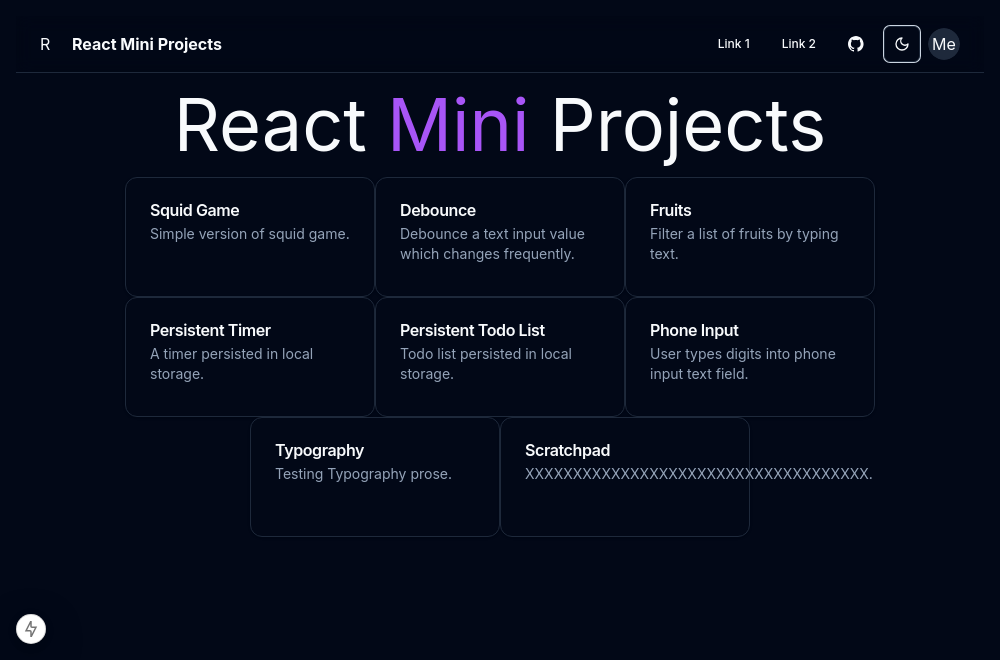 R
React Mini Projects
Link 1
Link 2
Me
React Mini Projects
Squid Game
Simple version of squid game.
Debounce
Debounce a text input value
which changes frequently.
Fruits
Filter a list of fruits by typing
text.
Persistent Timer
A timer persisted in local
storage.
Persistent Todo List
Todo list persisted in local
storage.
Phone Input
User types digits into phone
input text field.
Typography
Testing Typography prose.
Scratchpad
XXXXXXXXXXXXXXXXXXXXXXXXXXXXXXXXXXXX.